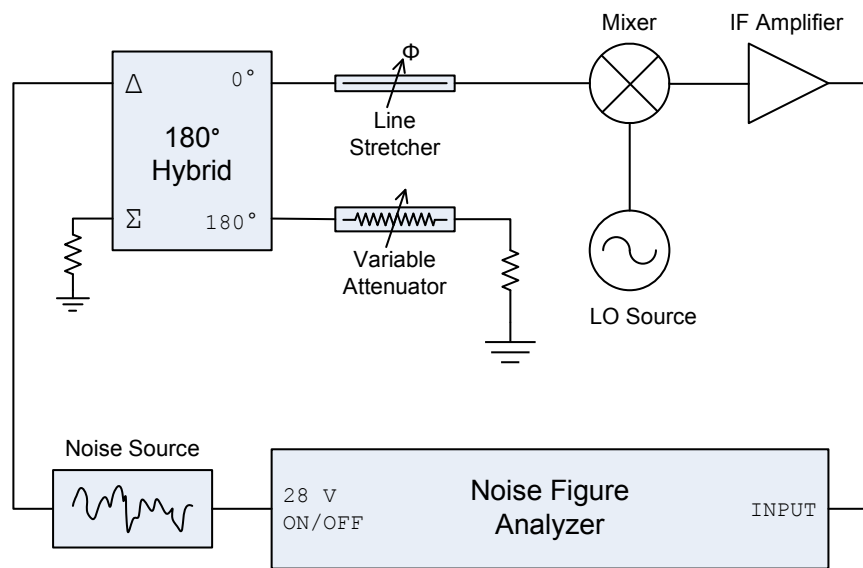 Mixer
IF Amplifier
Φ
Δ
0°
Line
Stretcher
180°
Hybrid
Σ
180°
Variable
Attenuator
LO Source
Noise Source
28 V
ON/OFF
Noise Figure
Analyzer
INPUT